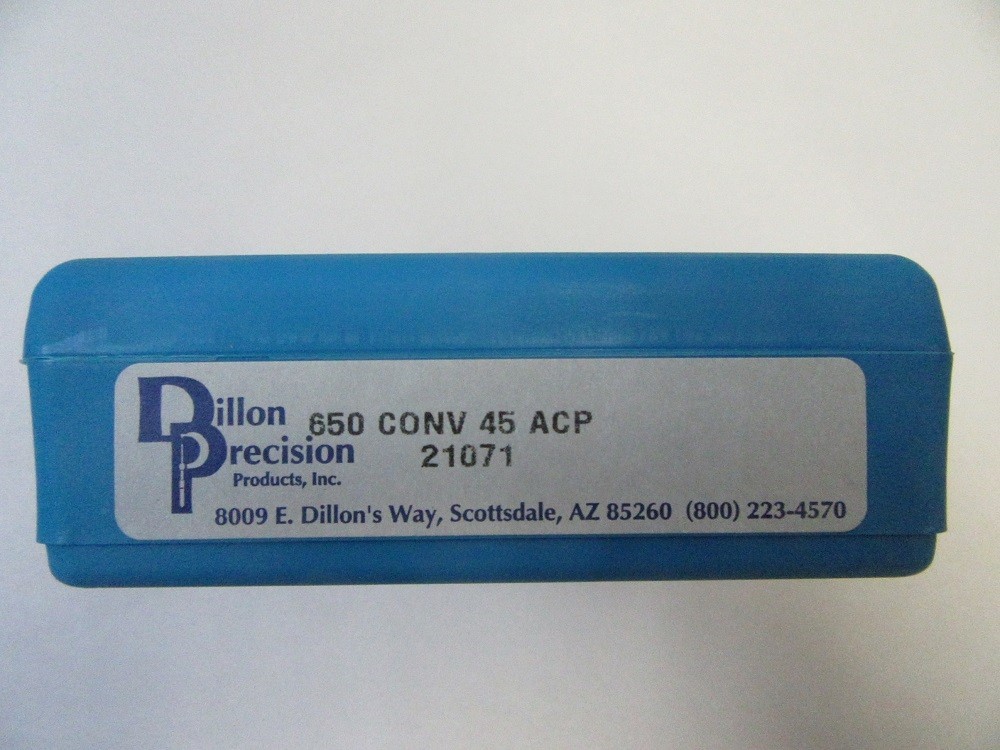 Dillon
Precision
Products, Inc.
650 CONV 45 ACP
21071
8009 E. Dillon's Way, Scottsdale, AZ 85260 (800) 223-4570